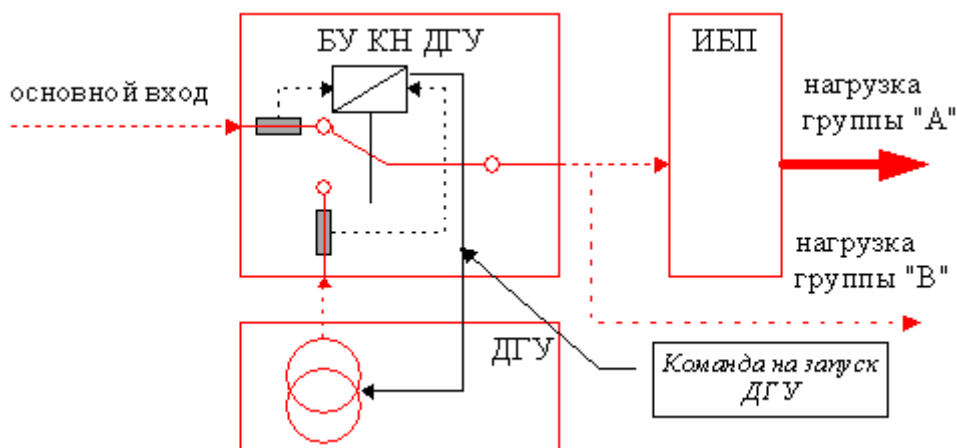 БУ КН ДГУ
ИБП
основной вход
нагрузка
группы "А"
нагрузка
группы "В"
ДГУ
Команда на запуск
ДГУ